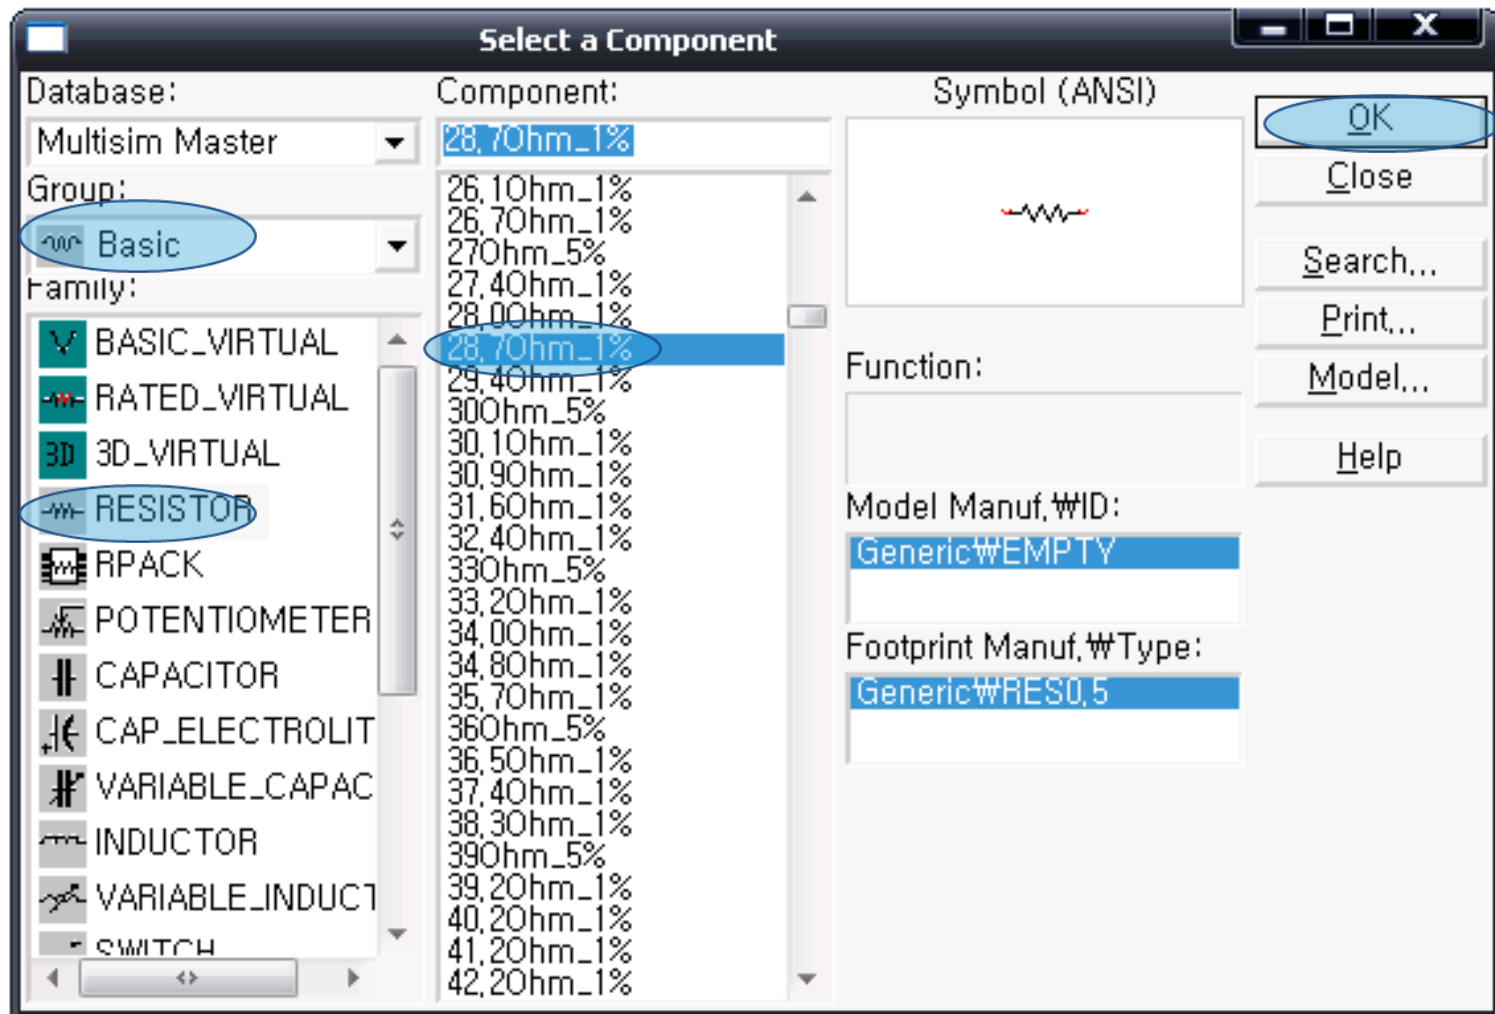 Select a Component
Database:
Multisim Master
Group:
Basic
Family:
BASIC_VIRTUAL
RATED_VIRTUAL
3D
3D_VIRTUAL
RESISTOR
RPACK
POTENTIOMETER
CAPACITOR
CAP_ELECTROLIT
VARIABLE_CAPAC
INDUCTOR
VARIABLE_INDUCT
SWITCH
Component:
28,7Ohm_1%
26,1Ohm_1%
26,7Ohm_1%
27Ohm_5%
27,4Ohm_1%
28,0Ohm_1%
28,7Ohm_1%
29,4Ohm_1%
30Ohm_5%
30,1Ohm_1%
30,9Ohm_1%
31,6Ohm_1%
32,4Ohm_1%
33Ohm_5%
33,2Ohm_1%
34,0Ohm_1%
34,8Ohm_1%
35,7Ohm_1%
36Ohm_5%
36,5Ohm_1%
37,4Ohm_1%
38,3Ohm_1%
39Ohm_5%
39,2Ohm_1%
40,2Ohm_1%
41,2Ohm_1%
42,2Ohm_1%
Symbol (ANSI)
Function:
Model Manuf,₩ID:
Generic₩EMPTY
Footprint Manuf,₩Type:
Generic₩RES0,5
OK
Close
Search,,,
Print,,,
Model,,,
Help